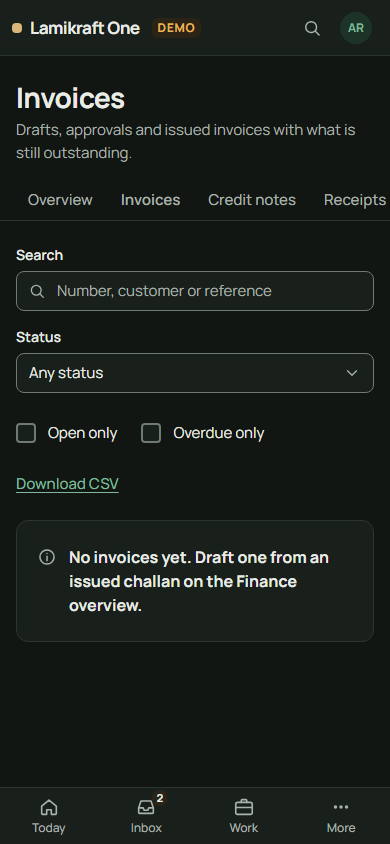 Lamikraft One DEMO AR
Invoices
Drafts, approvals and issued invoices with what is
still outstanding.
Overview Invoices Credit notes Receipts
Search
Number, customer or reference
Status
Any status
Open only Overdue only
Download CSV
No invoices yet. Draft one from an
issued challan on the Finance
overview.
2
Today Inbox Work More